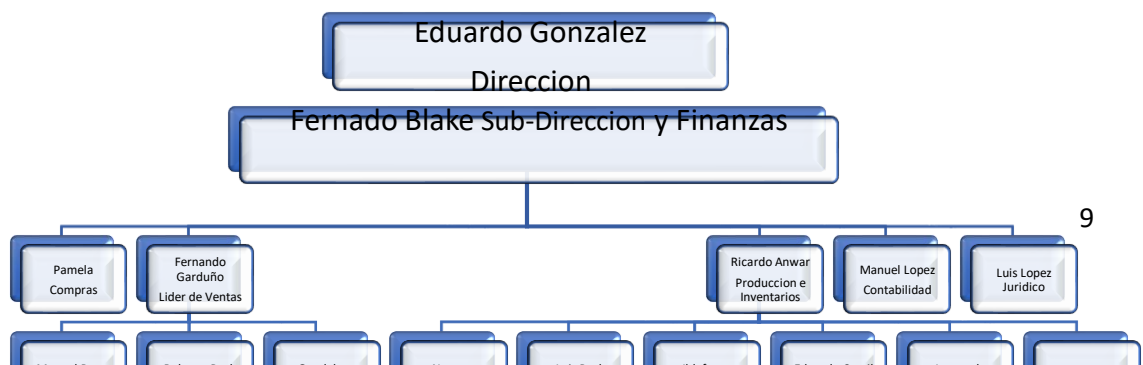 Eduardo Gonzalez
Direccion
Fernado Blake Sub-Direccion y Finanzas
9
Pamela
Compras
Fernando
Garduño
Lider de Ventas
Ricardo Anwar
Produccion e
Inventarios
Manuel Lopez
Contabilidad
Luis Lopez
Juridico